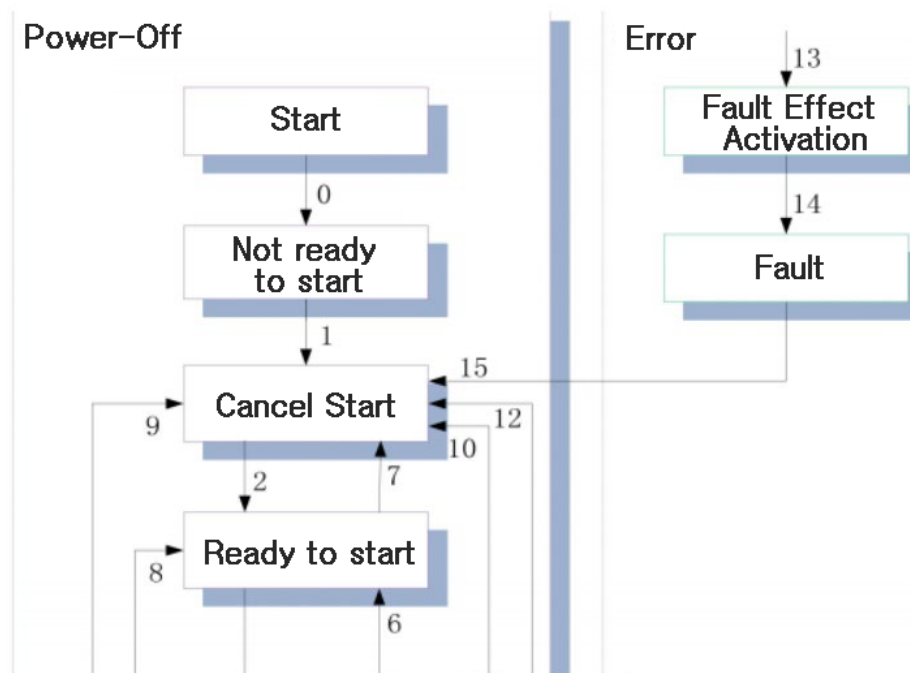 Power-Off
Start
0
Not ready
to start
1
Cancel Start
9
15
12
10
2
7
Ready to start
8
6
Error
13
Fault Effect
Activation
14
Fault